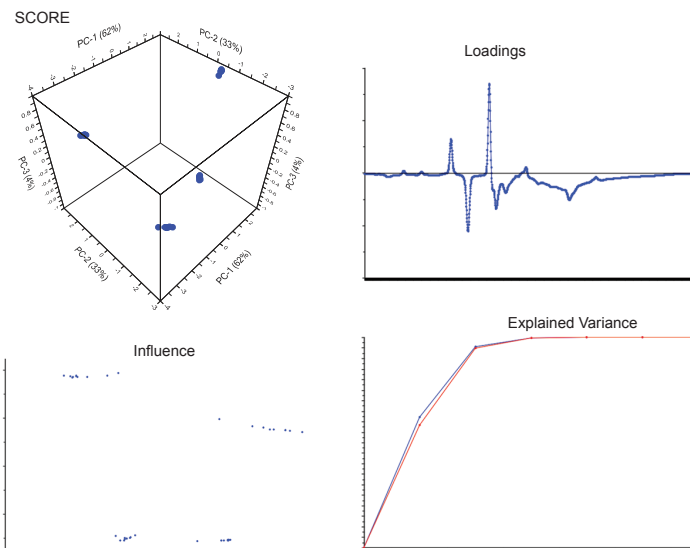 SCORE
PC-1 (62%)
PC-2 (33%)
Loadings
PC-3 (4%)
PC-3 (4%)
PC-2 (33%)
PC-1 (62%)
Influence
Explained Variance